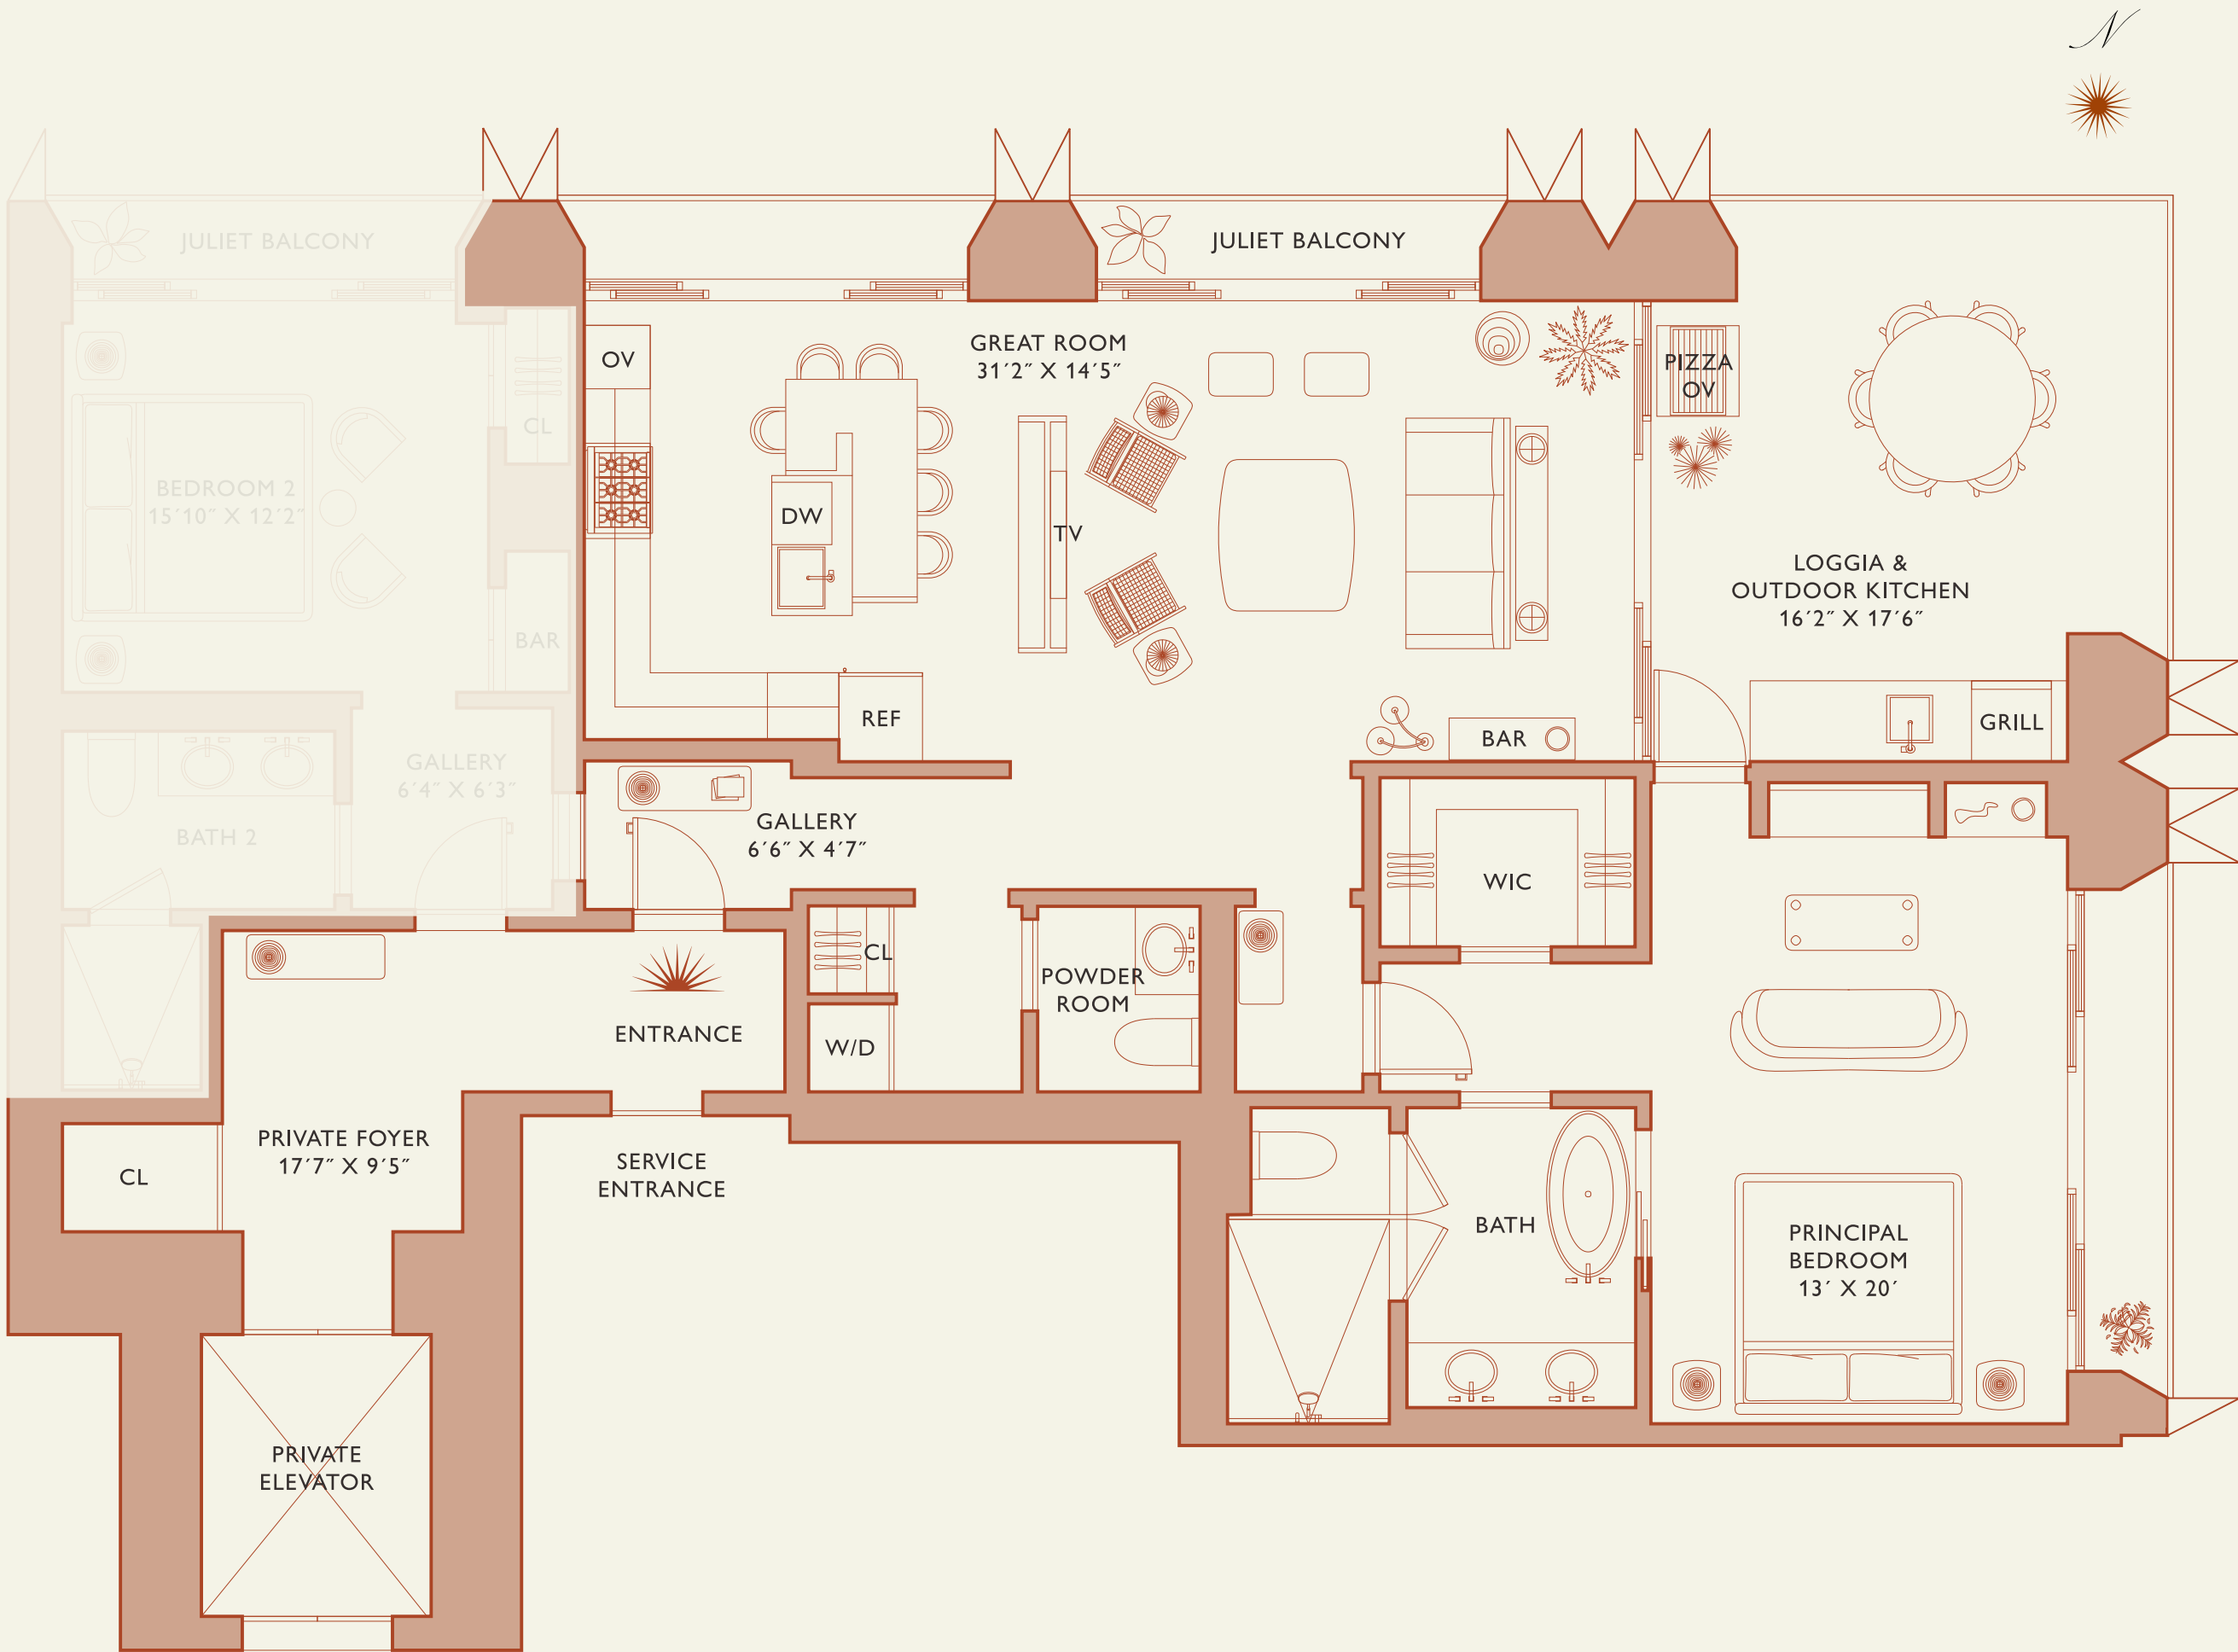 N
JULIET BALCONY
JULIET BALCONY
GREAT ROOM
31´2˝ X 14´5˝
OV
PIZZA
OV
CL
BEDROOM 2
15´10˝ X 12´2˝
DW
TV
LOGGIA &
OUTDOOR KITCHEN
16´2˝ X 17´6˝
BAR
REF
BAR
GRILL
GALLERY
6´4˝ X 6´3˝
BATH 2
GALLERY
6´6˝ X 4´7˝
WIC
CL
POWDER
ROOM
ENTRANCE
W/D
PRIVATE FOYER
17´7˝ X 9´5˝
CL
SERVICE
ENTRANCE
BATH
PRINCIPAL
BEDROOM
13´ X 20´
PRIVATE
ELEVATOR